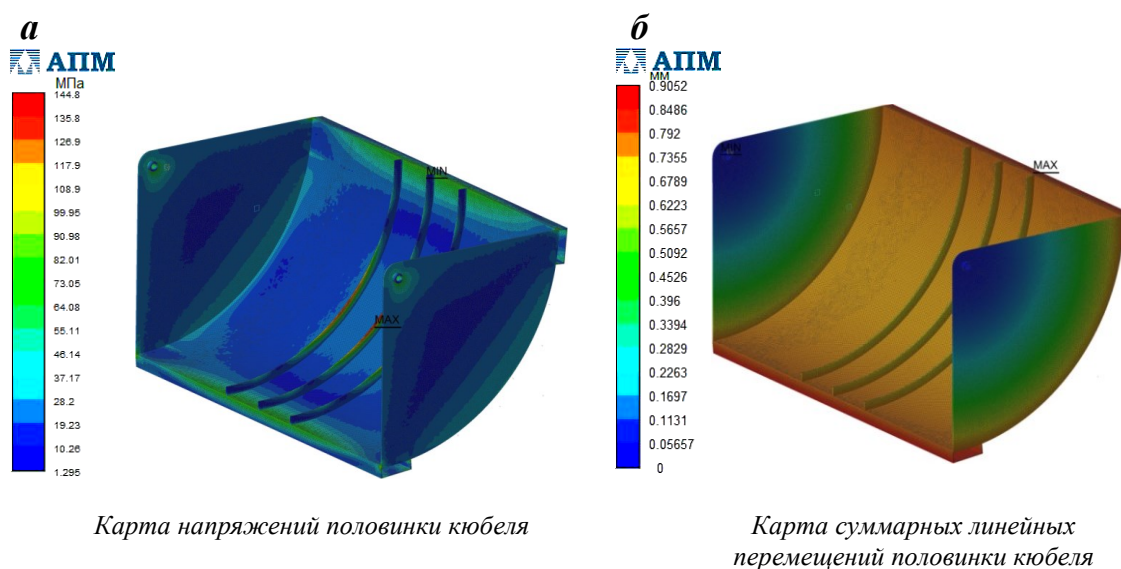 а
АПМ
МПа
144.8
135.8
126.9
117.9
108.9
99.95
90.98
82.01
73.05
64.08
55.11
46.14
37.17
28.2
19.23
10.26
1.295
MIN
MAX
Карта напряжений половинки кюбеля
б
АПМ
мм
0.9052
0.8486
0.792
0.7355
0.6789
0.6223
0.5657
0.5092
0.4526
0.396
0.3394
0.2829
0.2263
0.1697
0.1131
0.05657
0
MIN
MAX
Карта суммарных линейных
перемещений половинки кюбеля